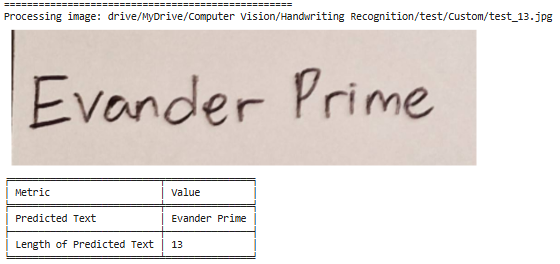 ==================================================
Processing image: drive/MyDrive/Computer Vision/Handwriting Recognition/test/Custom/test_13.jpg
Evander Prime
Metric Value
Predicted Text Evander Prime
Length of Predicted Text 13